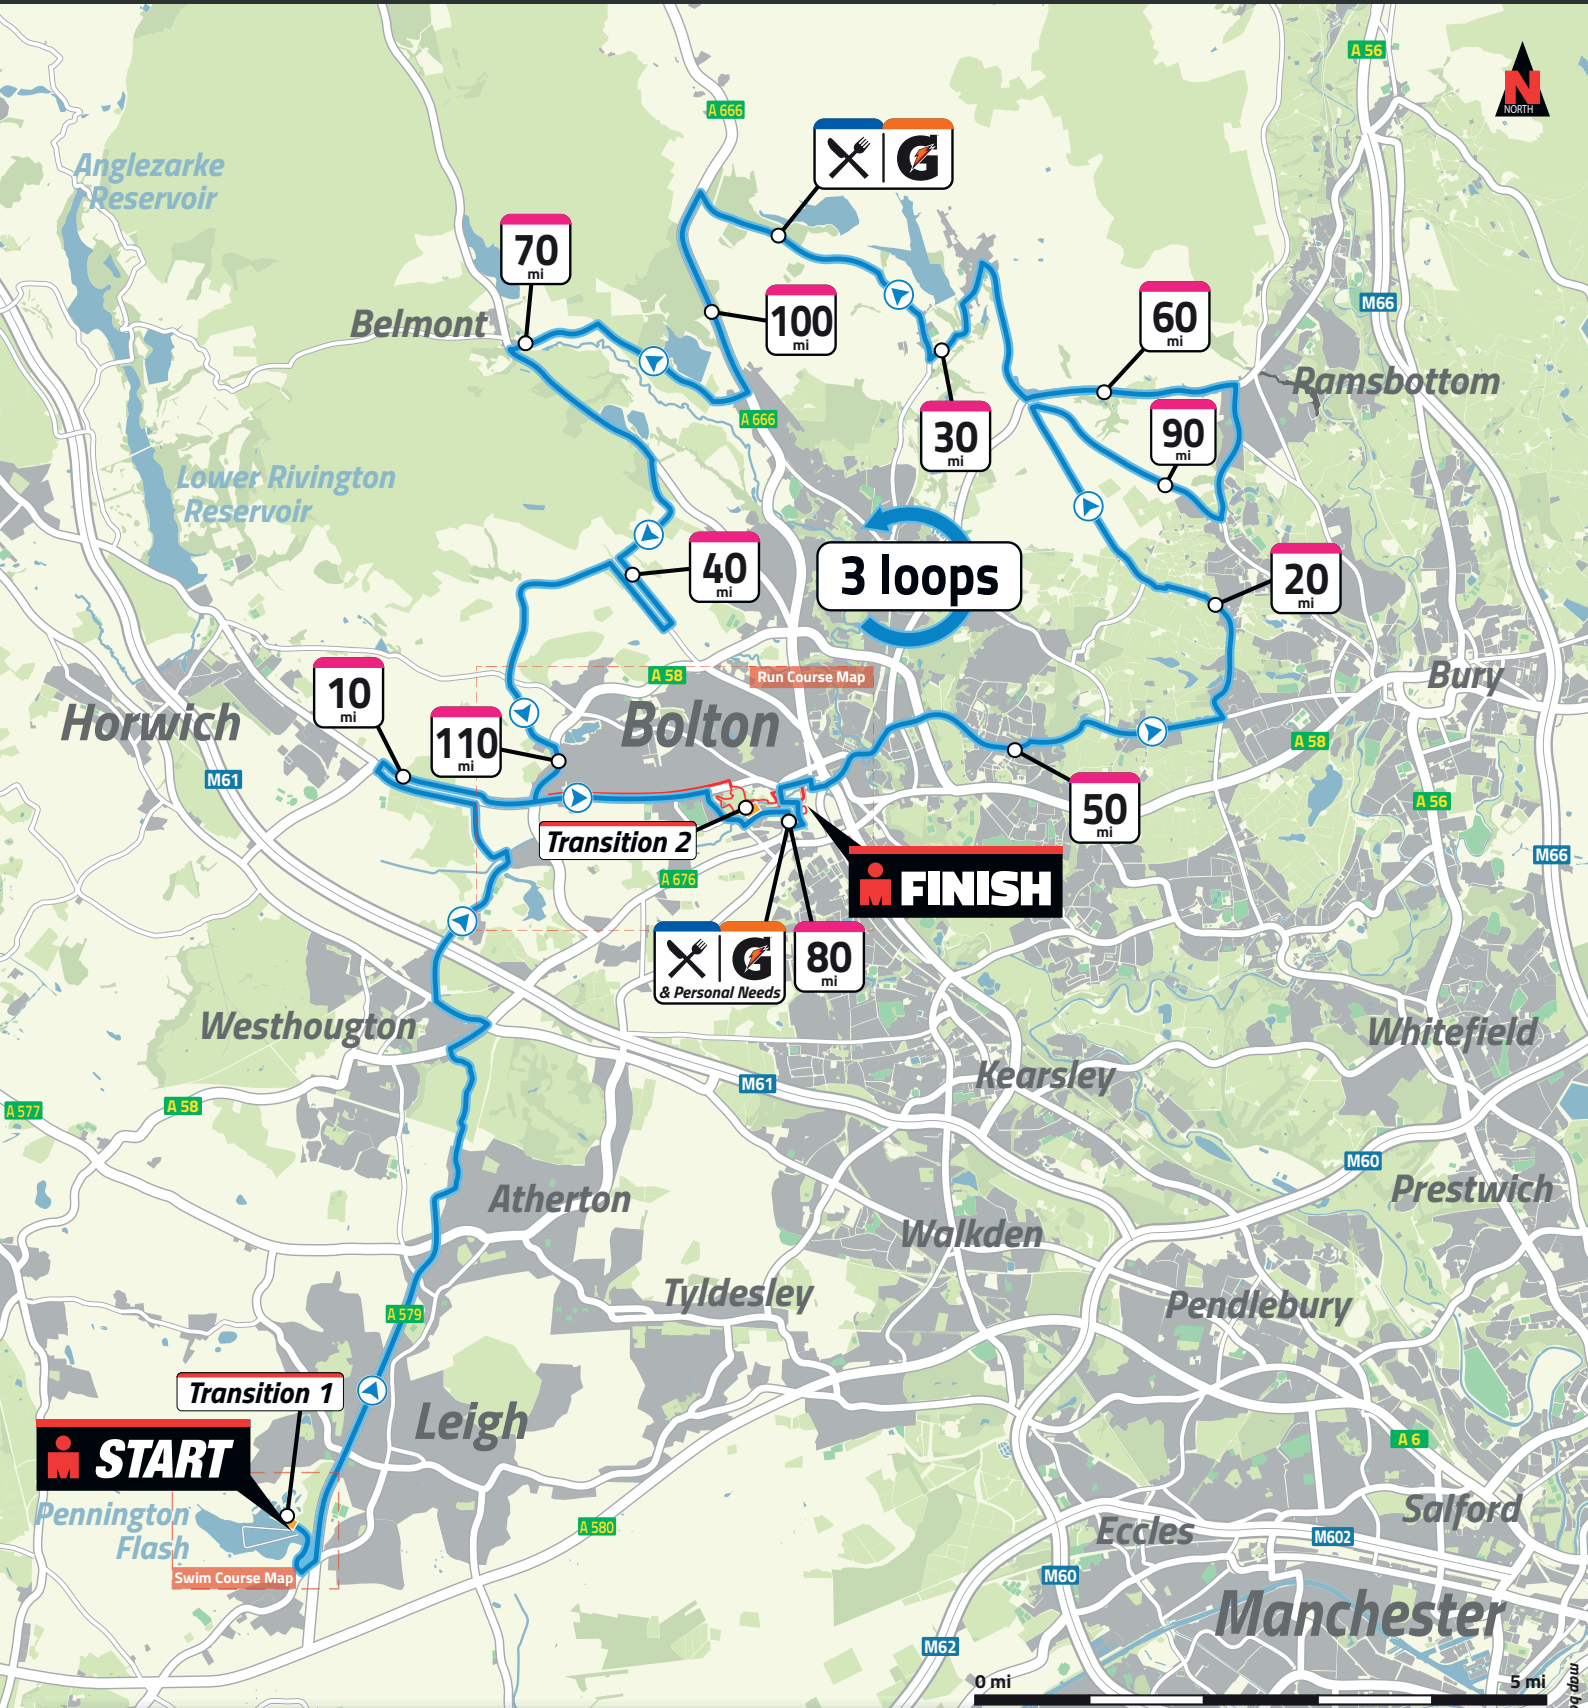 A 56
N
NORTH
A 666
Anglezarke
Reservoir
G
70
mi
Belmont
100
mi
60
mi
M66
Ramsbottom
A 666
30
mi
90
mi
Lower Rivington
Reservoir
40
mi
3 loops
20
mi
A 58
Run Course Map
Bury
10
mi
Horwich
110
mi
Bolton
A 58
M61
50
mi
A 56
Transition 2
M66
A 676
FINISH
G
& Personal Needs
80
mi
Westhougton
Whitefield
Kearsley
M61
A 577
A 58
M60
Prestwich
Atherton
Walkden
Tyldesley
Pendlebury
A 579
Transition 1
Leigh
START
A 6
Pennington
Flash
Salford
A 580
Eccles
M602
Swim Course Map
M60
Manchester
M62
0 mi
5 mi